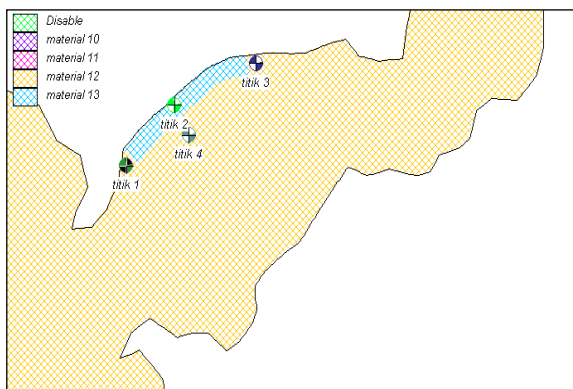 Disable
material 10
material 11
material 12
material 13
titik 3
titik 2
titik 4
titik 1